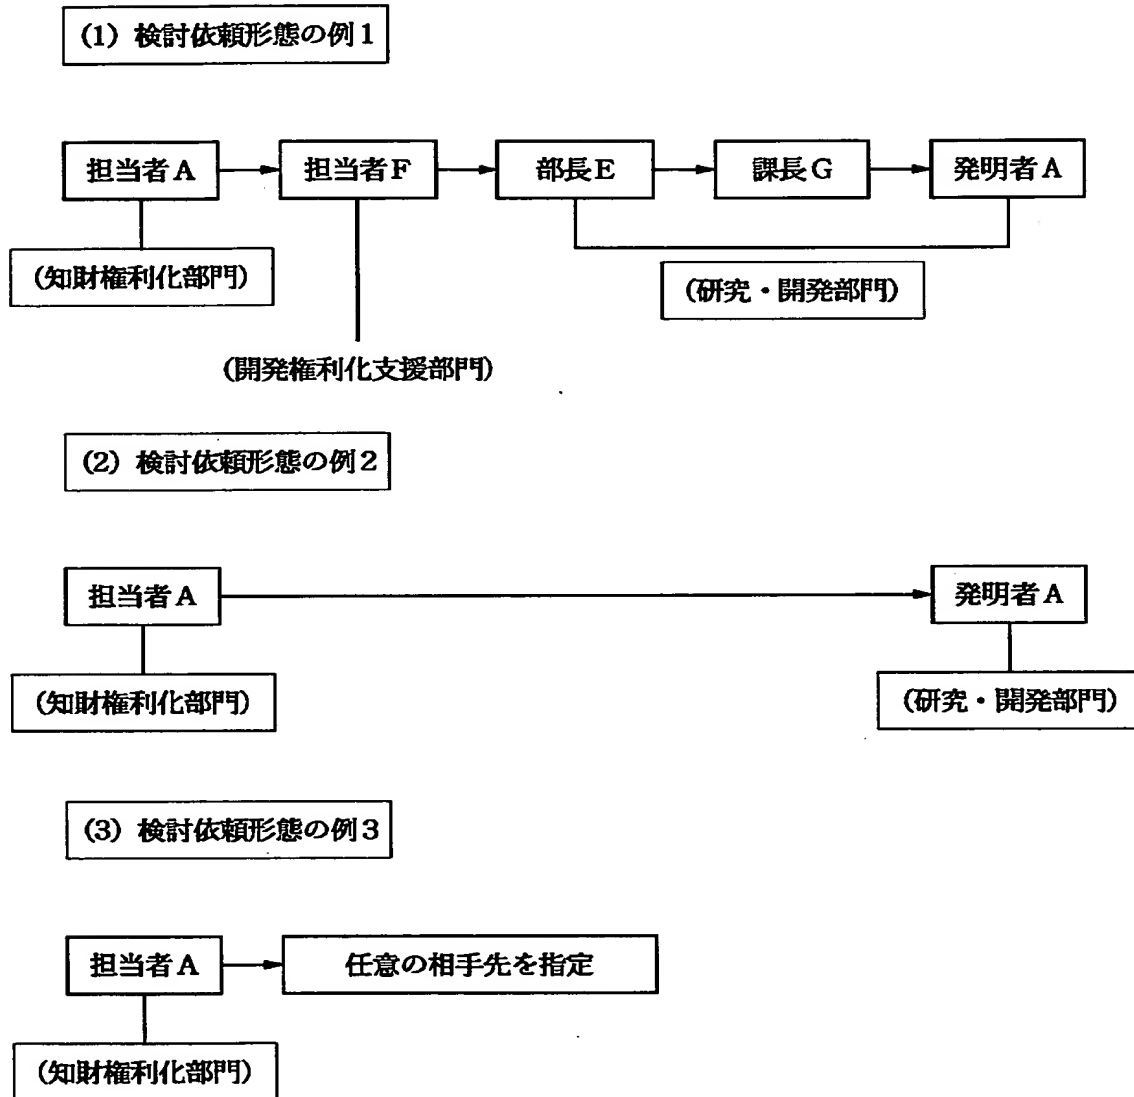 (1) 検討依頼形態の例１
担当者Ａ
担当者Ｆ
部長Ｅ
課長Ｇ
発明者Ａ
(知財権利化部門)
(研究・開発部門)
(開発権利化支援部門)
(2) 検討依頼形態の例２
担当者Ａ
発明者Ａ
(知財権利化部門)
(研究・開発部門)
(3) 検討依頼形態の例３
担当者Ａ
任意の相手先を指定
(知財権利化部門)